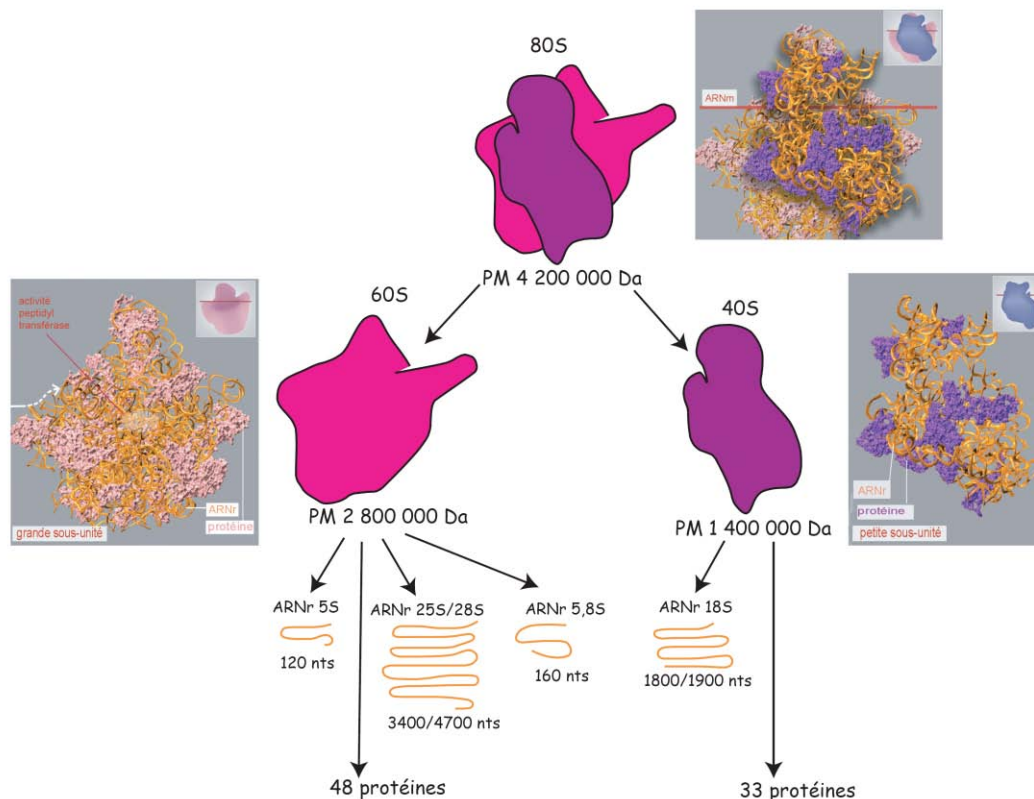 80S
ARNm
PM 4 200 000 Da
60S
40S
activité
peptidyl
transférase
ARNr
protéine
grande sous-unité
ARNr
protéine
petite sous-unité
PM 2 800 000 Da
PM 1 400 000 Da
ARNr 5S
ARNr 25S/28S
ARNr 5,8S
ARNr 18S
120 nts
160 nts
1800/1900 nts
3400/4700 nts
48 protéines
33 protéines